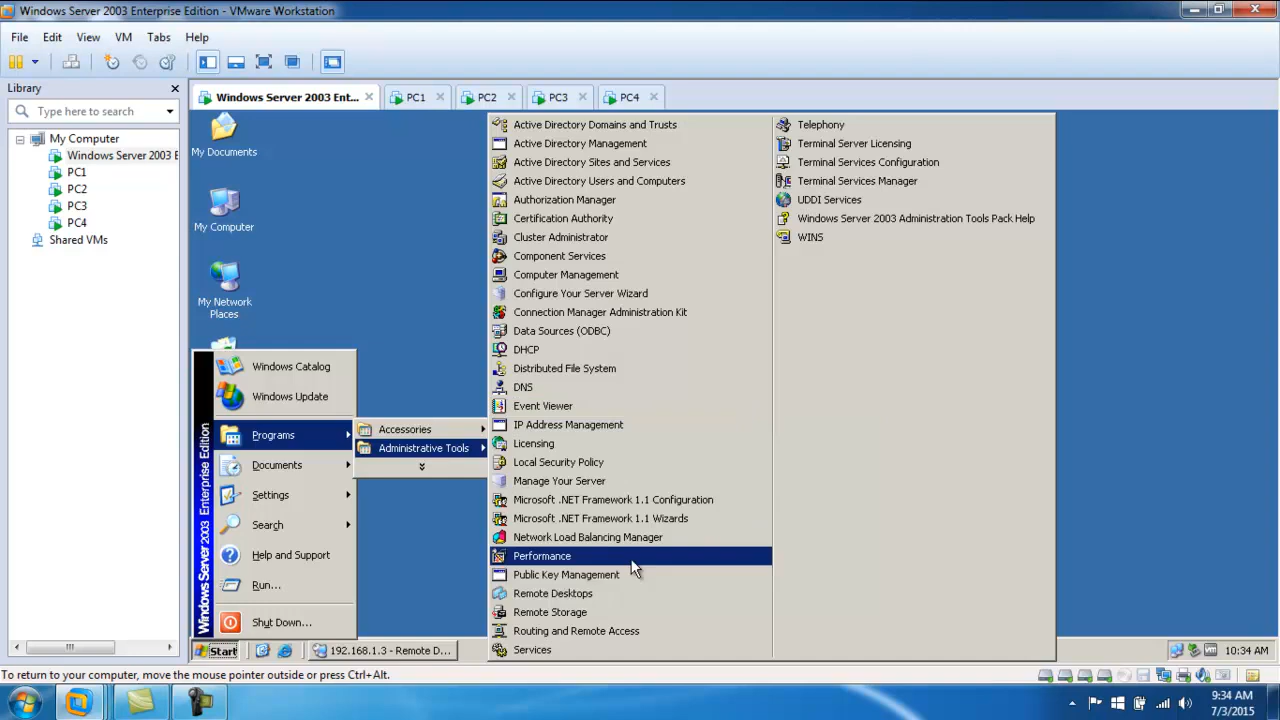 Windows Server 2003 Enterprise Edition - VMware Workstation
File Edit View VM Tabs Help
Library
Type here to search
My Computer
Windows Server 2003 E
PC1
PC2
PC3
PC4
Shared VMs
Windows Server 2003 Ent...
PC1
PC2
PC3
PC4
My Documents
My Computer
My Network
Places
Windows Catalog
Windows Update
Programs
Documents
Settings
Search
Help and Support
Run...
Shut Down...
Windows Server 2003 Enterprise Edition
Accessories
Administrative Tools
Active Directory Domains and Trusts
Active Directory Management
Active Directory Sites and Services
Active Directory Users and Computers
Authorization Manager
Certification Authority
Cluster Administrator
Component Services
Computer Management
Configure Your Server Wizard
Connection Manager Administration Kit
Data Sources (ODBC)
DHCP
Distributed File System
DNS
Event Viewer
IP Address Management
Licensing
Local Security Policy
Manage Your Server
Microsoft .NET Framework 1.1 Configuration
Microsoft .NET Framework 1.1 Wizards
Network Load Balancing Manager
Performance
Public Key Management
Remote Desktops
Remote Storage
Routing and Remote Access
Services
Telephony
Terminal Server Licensing
Terminal Services Configuration
Terminal Services Manager
UDDI Services
Windows Server 2003 Administration Tools Pack Help
WINS
Start
192.168.1.3 - Remote D...
10:34 AM
To return to your computer, move the mouse pointer outside or press Ctrl+Alt.
9:34 AM
7/3/2015